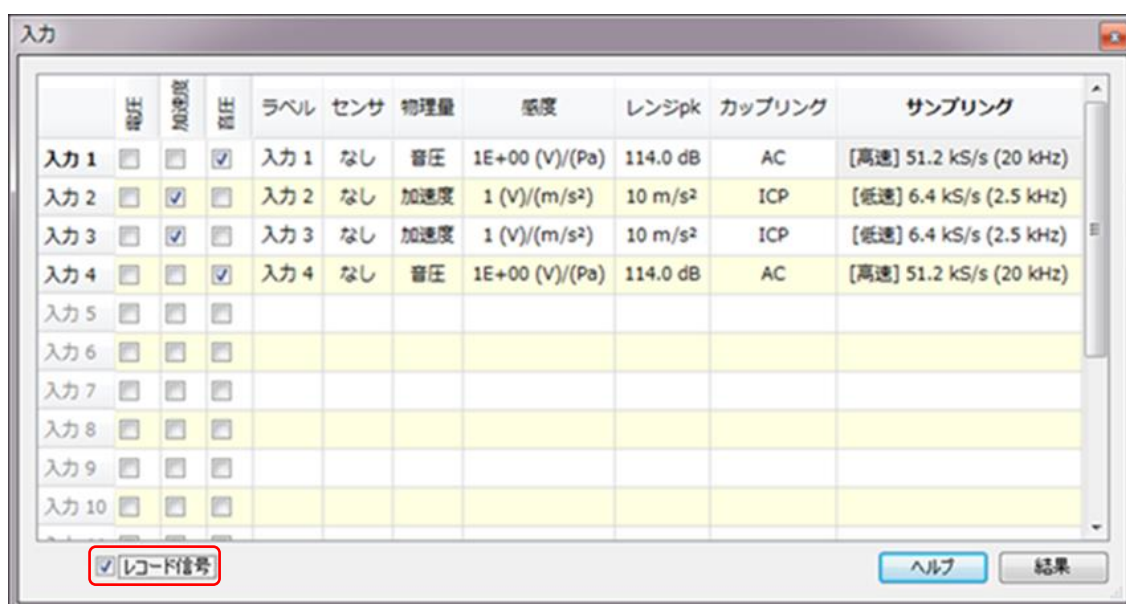 入力
電圧 加速度 音圧 ラベル センサ 物理量 感度 レンジpk カップリング サンプリング
入力 1 入力 1 なし 音圧 1E+00 (V)/(Pa) 114.0 dB AC [高速] 51.2 kS/s (20 kHz)
入力 2 入力 2 なし 加速度 1 (V)/(m/s²) 10 m/s² ICP [低速] 6.4 kS/s (2.5 kHz)
入力 3 入力 3 なし 加速度 1 (V)/(m/s²) 10 m/s² ICP [低速] 6.4 kS/s (2.5 kHz)
入力 4 入力 4 なし 音圧 1E+00 (V)/(Pa) 114.0 dB AC [高速] 51.2 kS/s (20 kHz)
入力 5
入力 6
入力 7
入力 8
入力 9
入力 10
レコード信号 ヘルプ 結果